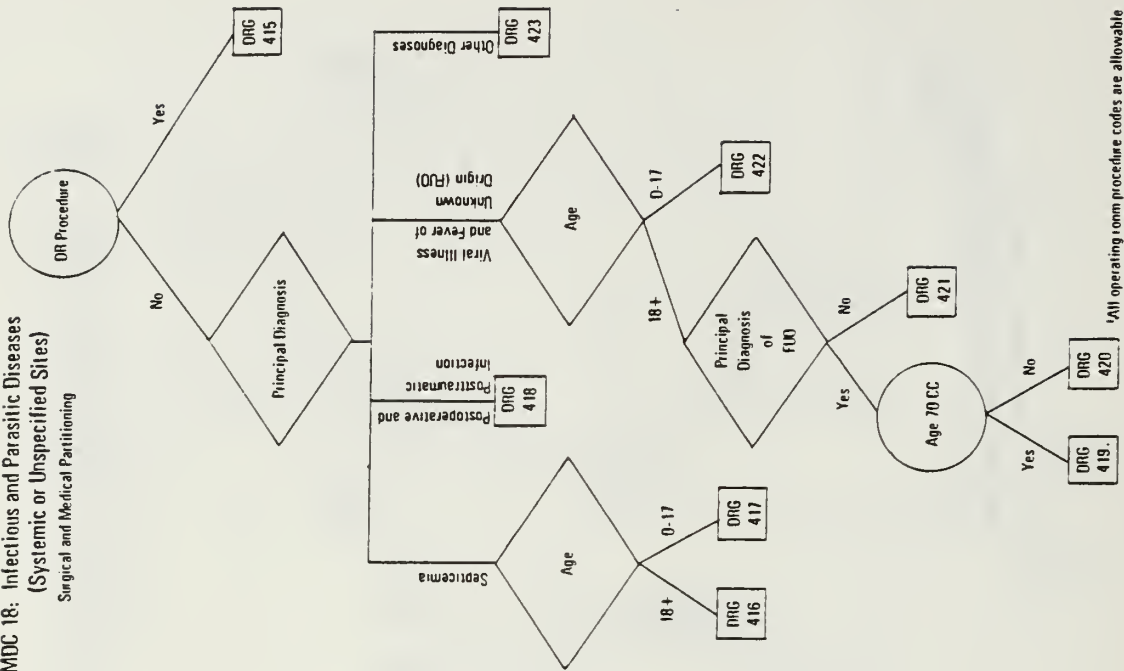 MDC 18: Infectious and Parasitic Diseases
(Systemic or Unspecified Sites)
Surgical and Medical Partitioning
OR Procedure
No
Yes
DRG
415
Principal Diagnosis
Septicemia
Postoperative and
Posttraumatic
Infection
Viral Illness
and Fever of
Unknown
Origin (FUO)
Other Diagnoses
Age
18+
0-17
DRG
416
DRG
417
DRG
418
Age
18+
0-17
DRG
422
DRG
423
Principal
Diagnosis
of
FUO
Yes
No
DRG
421
Age 70 CC
Yes
No
DRG
419.
DRG
420
¹All operating room procedure codes are allowable